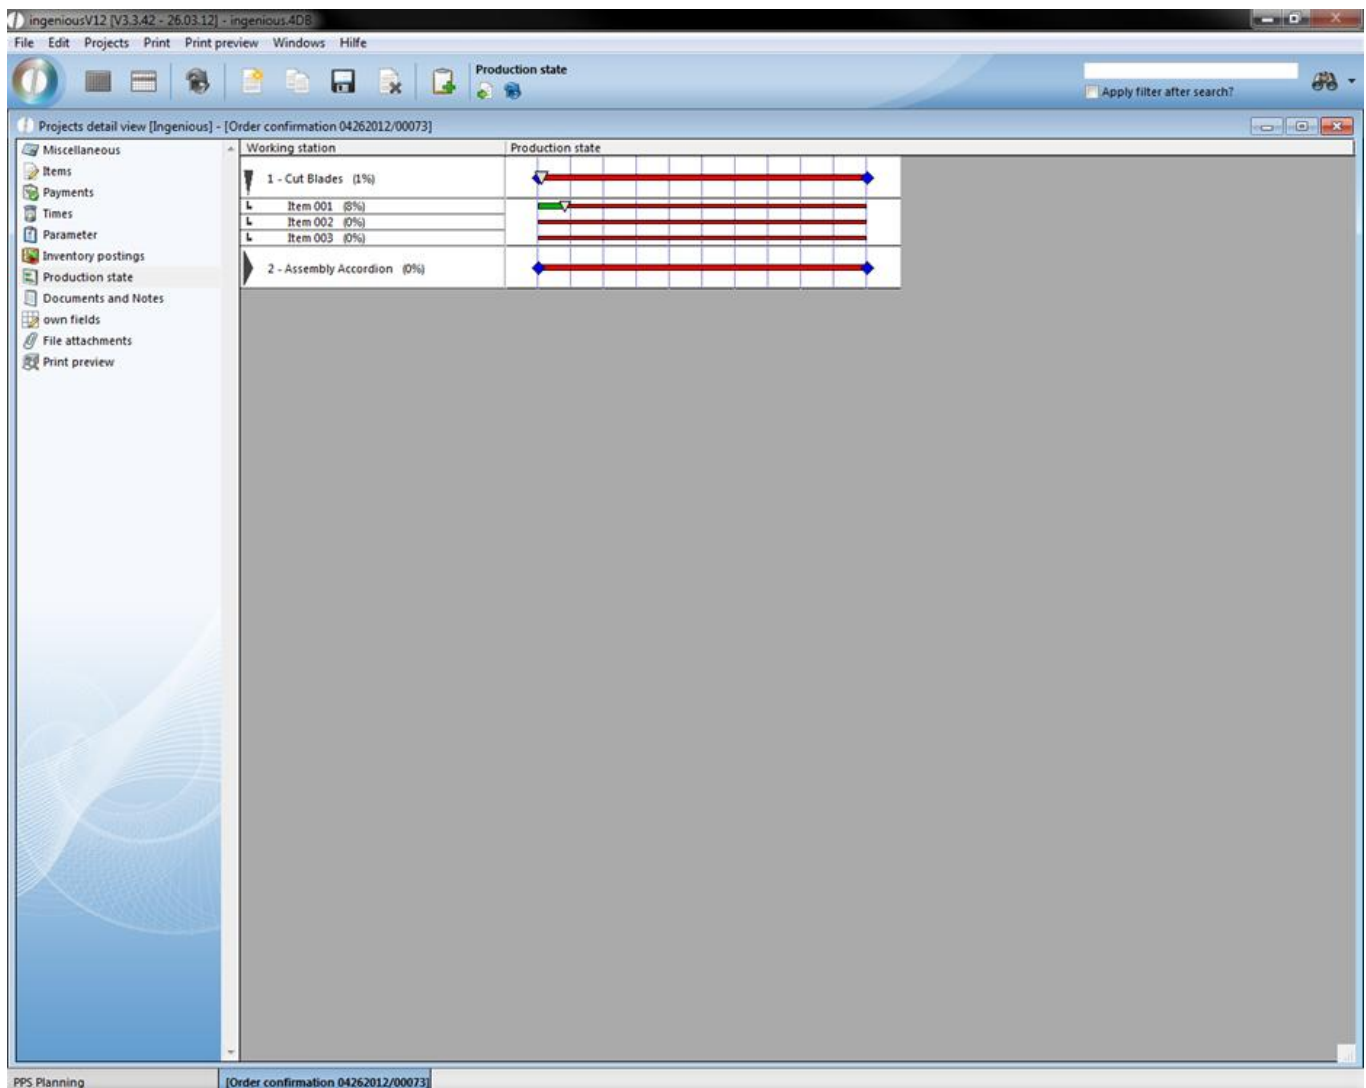 ingeniousV12 [V3.3.42 - 26.03.12] - ingenious.4DB
File Edit Projects Print Print preview Windows Hilfe
Production state
Apply filter after search?
Projects detail view [Ingenious] - [Order confirmation 04262012/00073]
Miscellaneous
Items
Payments
Times
Parameter
Inventory postings
Production state
Documents and Notes
own fields
File attachments
Print preview
Working station Production state
1 - Cut Blades (1%)
Item 001 (8%)
Item 002 (0%)
Item 003 (0%)
2 - Assembly Accordion (0%)
PPS Planning [Order confirmation 04262012/00073]